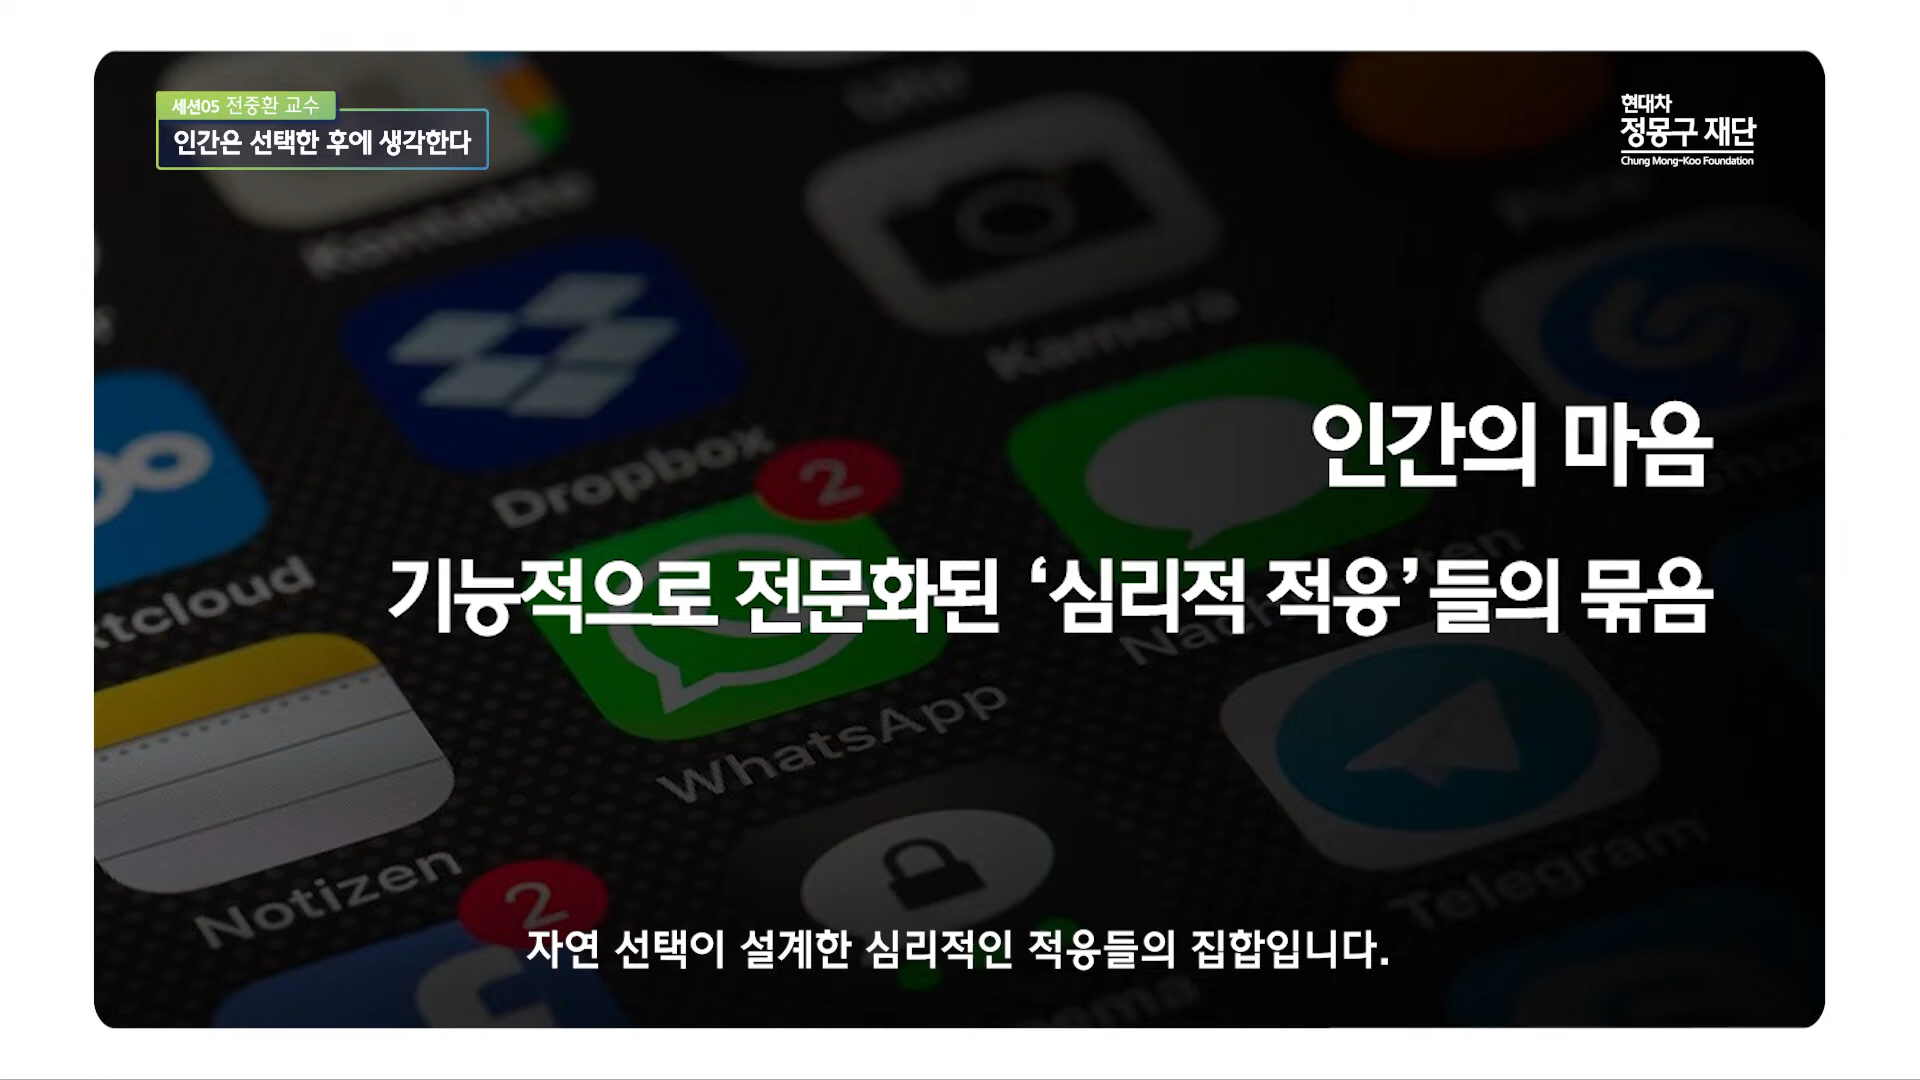 세션05 전중환 교수
인간은 선택한 후에 생각한다
현대차
정몽구 재단
Chung Mong-Koo Foundation
Kontakte
Kamera
Dropbox
2
인간의 마음
기능적으로 전문화된 ‘심리적 적응’들의 묶음
Nachrichten
WhatsApp
Notizen
2
Telegram
자연 선택이 설계한 심리적인 적응들의 집합입니다.